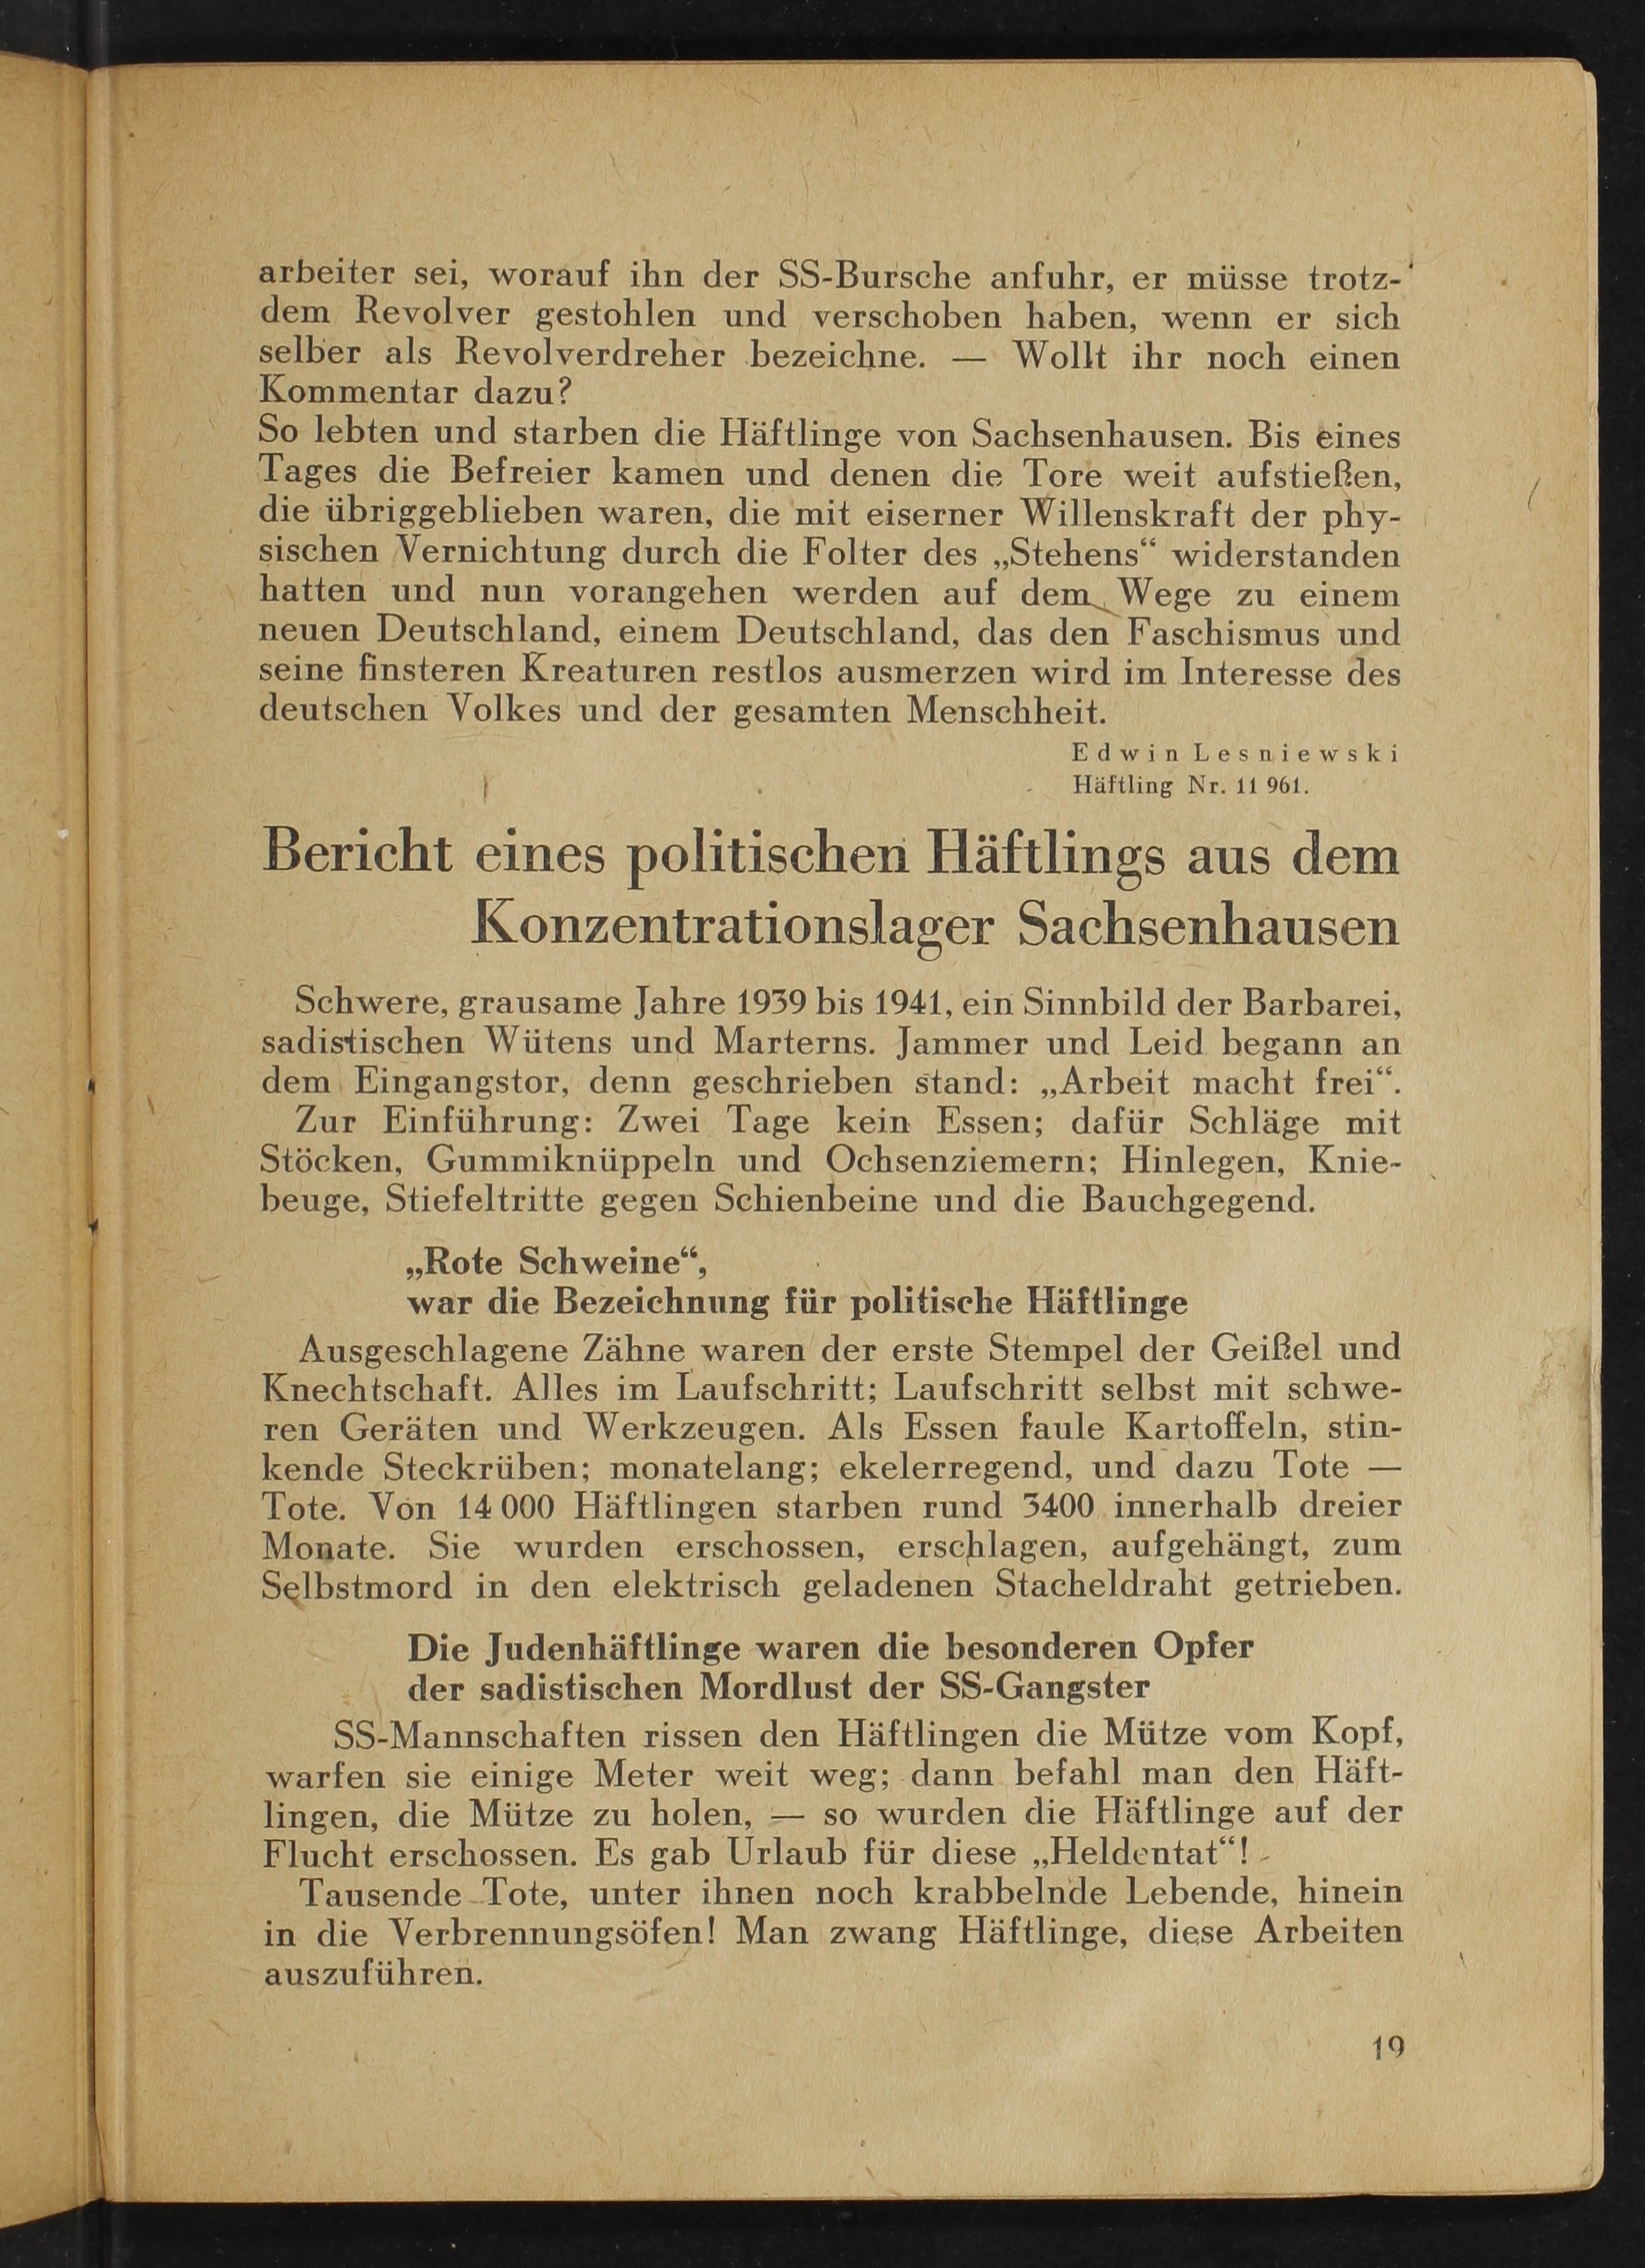 arbeiter sei, worauf ihn der SS-Bursche anfuhr, er müsse trotz-
dem Revolver gestohlen und verschoben haben, wenn er sich
selber als Revolverdreher bezeichne. — Wollt ihr noch einen
Kommentar dazu?
So lebten und starben die Häftlinge von Sachsenhausen. Bis eines
Tages die Befreier kamen und denen die Tore weit aufstießen,
die übriggeblieben waren, die mit eiserner Willenskraft der phy-
sischen Vernichtung durch die Folter des „Stehens“ widerstanden
hatten und nun vorangehen werden auf dem Wege zu einem
neuen Deutschland, einem Deutschland, das den Faschismus und
seine finsteren Kreaturen restlos ausmerzen wird im Interesse des
deutschen Volkes und der gesamten Menschheit.
Edwin Lesniewski
Häftling Nr. 11 961.
Bericht eines politischen Häftlings aus dem
Konzentrationslager Sachsenhausen
Schwere, grausame Jahre 1939 bis 1941, ein Sinnbild der Barbarei,
sadistischen Wütens und Marterns. Jammer und Leid begann an
dem Eingangstor, denn geschrieben stand: „Arbeit macht frei“.
Zur Einführung: Zwei Tage kein Essen; dafür Schläge mit
Stöcken, Gummiknüppeln und Ochsenziemern; Hinlegen, Knie-
beuge, Stiefeltritte gegen Schienbeine und die Bauchgegend.
„Rote Schweine“,
war die Bezeichnung für politische Häftlinge
Ausgeschlagene Zähne waren der erste Stempel der Geißel und
Knechtschaft. Alles im Laufschritt; Laufschritt selbst mit schwe-
ren Geräten und Werkzeugen. Als Essen faule Kartoffeln, stin-
kende Steckrüben; monatelang; ekelerregend, und dazu Tote —
Tote. Von 14 000 Häftlingen starben rund 3400 innerhalb dreier
Monate. Sie wurden erschossen, erschlagen, aufgehängt, zum
Selbstmord in den elektrisch geladenen Stacheldraht getrieben.
Die Judenhäftlinge waren die besonderen Opfer
der sadistischen Mordlust der SS-Gangster
SS-Mannschaften rissen den Häftlingen die Mütze vom Kopf,
warfen sie einige Meter weit weg; dann befahl man den Häft-
lingen, die Mütze zu holen, — so wurden die Häftlinge auf der
Flucht erschossen. Es gab Urlaub für diese „Heldentat“!
Tausende Tote, unter ihnen noch krabbelnde Lebende, hinein
in die Verbrennungsöfen! Man zwang Häftlinge, diese Arbeiten
auszuführen.
19